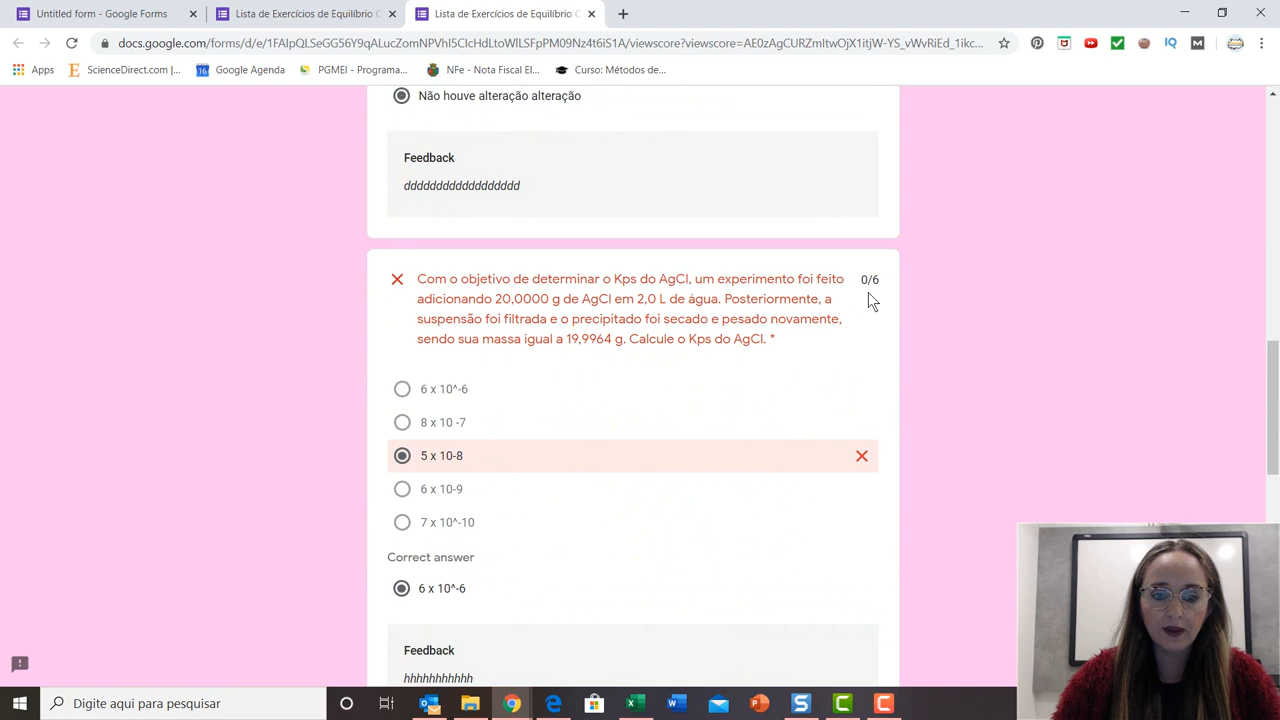 Untitled form - Google Forms
Lista de Exercícios de Equilíbrio C
Lista de Exercícios de Equilíbrio C
docs.google.com/forms/d/e/1FAIpQLSeGG56Y9qALucZomNPVhI5CIcHdLtoWlLSFpPM09Nz4t6iS1A/viewscore?viewscore=AE0zAgCURZmItwOjX1itjW-YS_vWvRiEd_1ikc...
Apps
ScienceDirect.com |...
16
Google Agenda
PGMEI - Programa...
NFe - Nota Fiscal El...
Curso: Métodos de...
Não houve alteração alteração
Feedback
dddddddddddddddddd
Com o objetivo de determinar o Kps do AgCl, um experimento foi feito
adicionando 20,0000 g de AgCl em 2,0 L de água. Posteriormente, a
suspensão foi filtrada e o precipitado foi secado e pesado novamente,
sendo sua massa igual a 19,9964 g. Calcule o Kps do AgCl. *
0/6
6 x 10^-6
8 x 10 -7
5 x 10-8
6 x 10-9
7 x 10^-10
Correct answer
6 x 10^-6
Feedback
hhhhhhhhhhh
Digite aqui para pesquisar